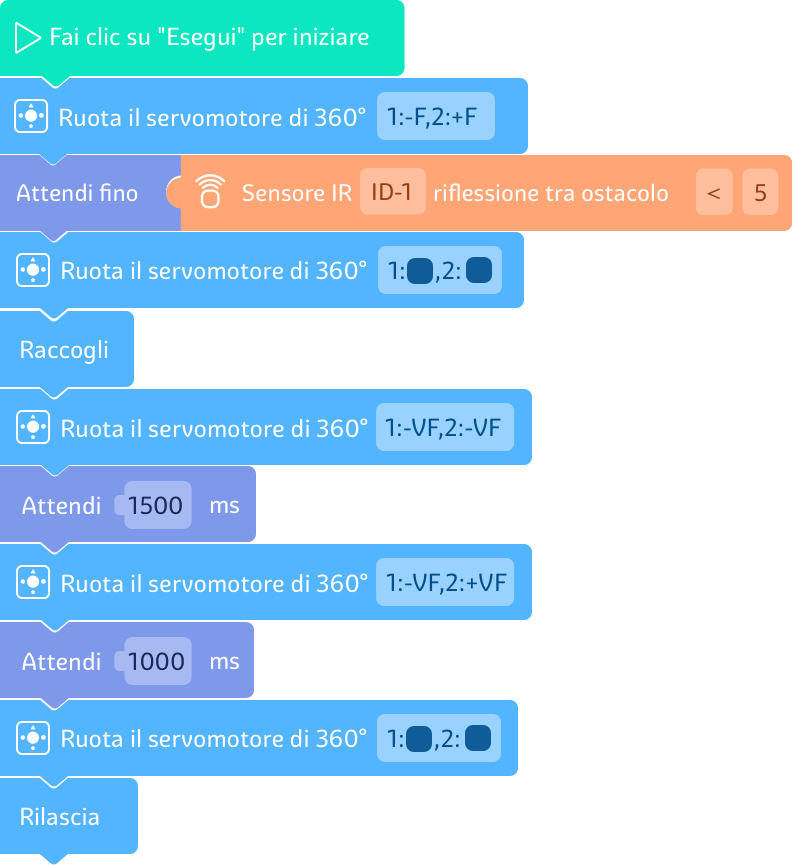 Fai clic su "Esegui" per iniziare
Ruota il servomotore di 360° 1:-F,2:+F
Attendi fino Sensore IR ID-1 riflessione tra ostacolo < 5
Ruota il servomotore di 360° 1: ,2:
Raccogli
Ruota il servomotore di 360° 1:-VF,2:-VF
Attendi 1500 ms
Ruota il servomotore di 360° 1:-VF,2:+VF
Attendi 1000 ms
Ruota il servomotore di 360° 1: ,2:
Rilascia